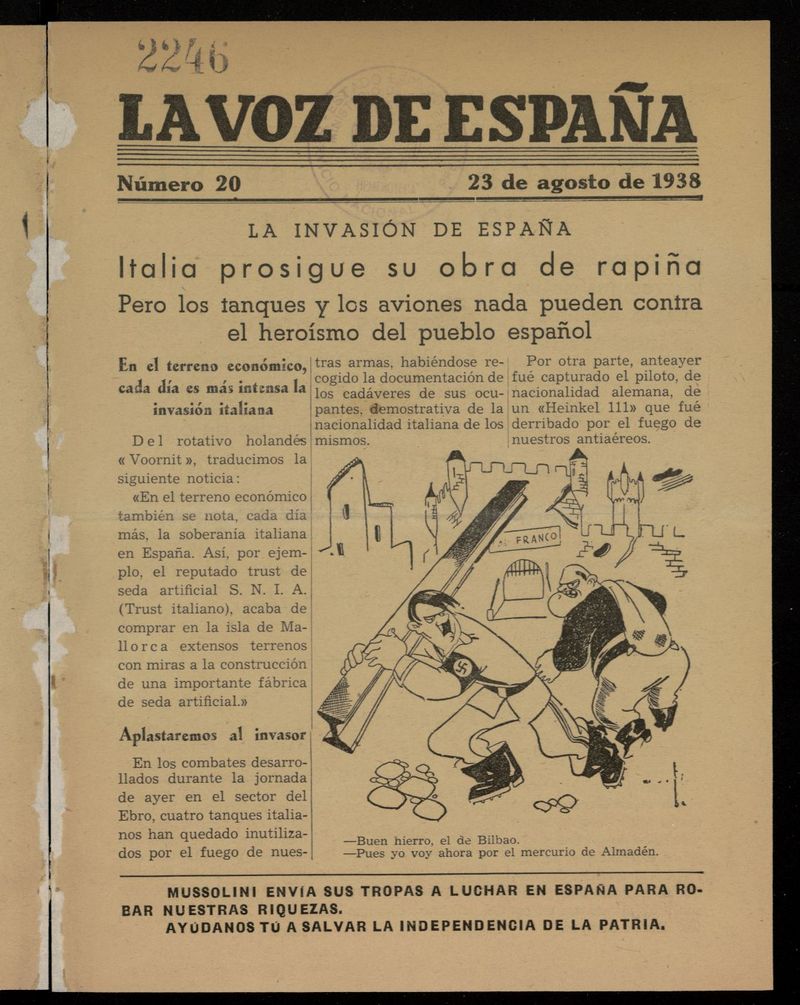 2246
LA VOZ DE ESPAÑA
Número 20
23 de agosto de 1938
LA INVASIÓN DE ESPAÑA
Italia prosigue su obra de rapiña
Pero los tanques y los aviones nada pueden contra
el heroísmo del pueblo español
En el terreno económico,
cada día es más intensa la
invasión italiana
Del rotativo holandés
«Voornit», traducimos la
siguiente noticia:
«En el terreno económico
también se nota, cada día
más, la soberanía italiana
en España. Así, por ejem-
plo, el reputado trust de
seda artificial S. N. I. A.
(Trust italiano), acaba de
comprar en la isla de Ma-
llorca extensos terrenos
con miras a la construcción
de una importante fábrica
de seda artificial.»
Aplastaremos al invasor
En los combates desarro-
llados durante la jornada
de ayer en el sector del
Ebro, cuatro tanques italia-
nos han quedado inutiliza-
dos por el fuego de nues-
tras armas, habiéndose re-
cogido la documentación de
los cadáveres de sus ocu-
pantes, demostrativa de la
nacionalidad italiana de los
mismos.
Por otra parte, anteayer
fué capturado el piloto, de
nacionalidad alemana, de
un «Heinkel 111» que fué
derribado por el fuego de
nuestros antiaéreos.
FRANCO
—Buen hierro, el de Bilbao.
—Pues yo voy ahora por el mercurio de Almadén.
MUSSOLINI ENVÍA SUS TROPAS A LUCHAR EN ESPAÑA PARA RO-
BAR NUESTRAS RIQUEZAS.
AYÚDANOS TÚ A SALVAR LA INDEPENDENCIA DE LA PATRIA.